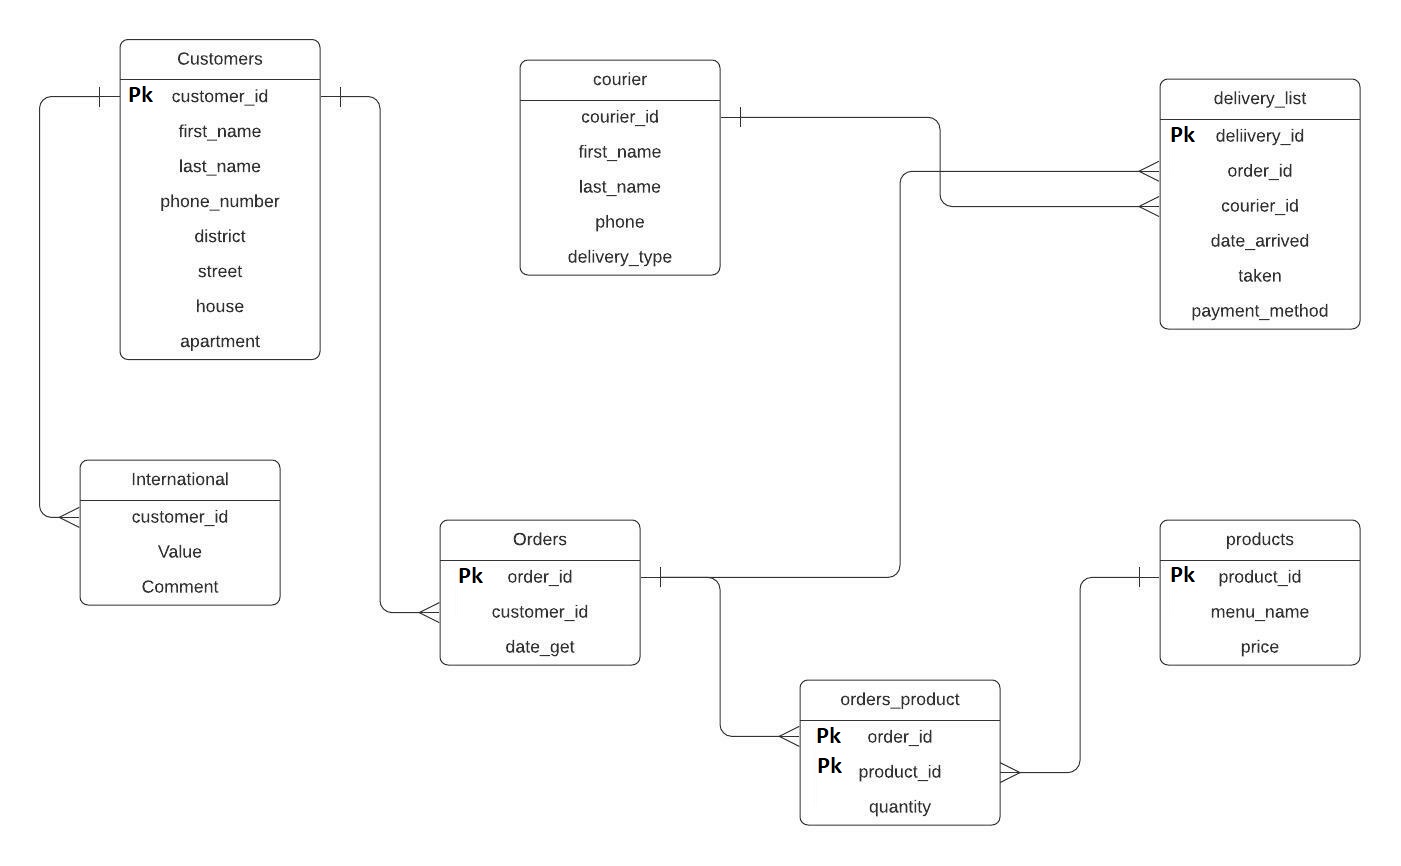 Customers
Pk customer_id
first_name
last_name
phone_number
district
street
house
apartment
courier
courier_id
first_name
last_name
phone
delivery_type
delivery_list
Pk deliivery_id
order_id
courier_id
date_arrived
taken
payment_method
International
customer_id
Value
Comment
Orders
Pk order_id
customer_id
date_get
products
Pk product_id
menu_name
price
orders_product
Pk order_id
Pk product_id
quantity